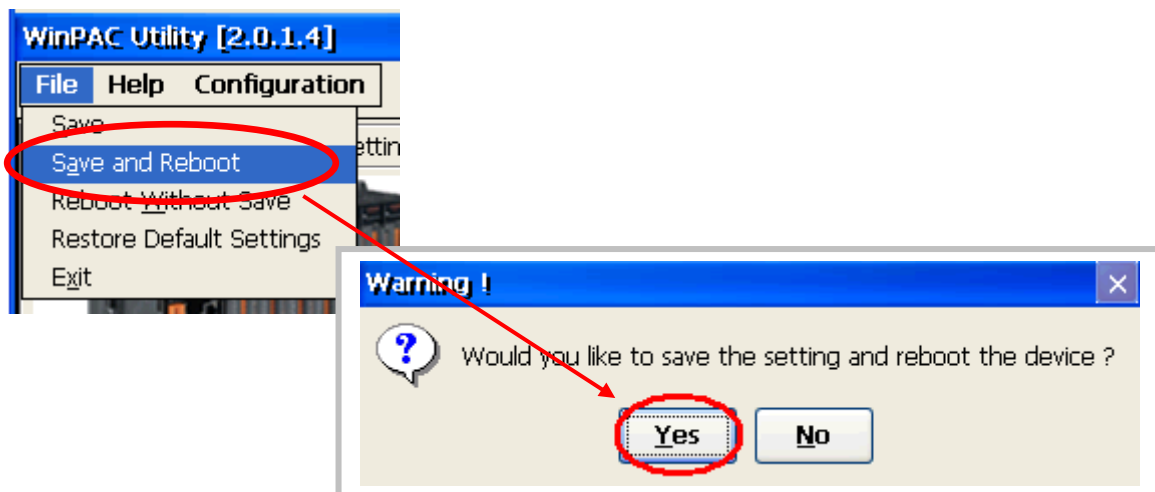 WinPAC Utility [2.0.1.4]
File Help Configuration
Save
Save and Reboot
Reboot Without Save
Restore Default Settings
Exit
Warning !
Would you like to save the setting and reboot the device ?
Yes No